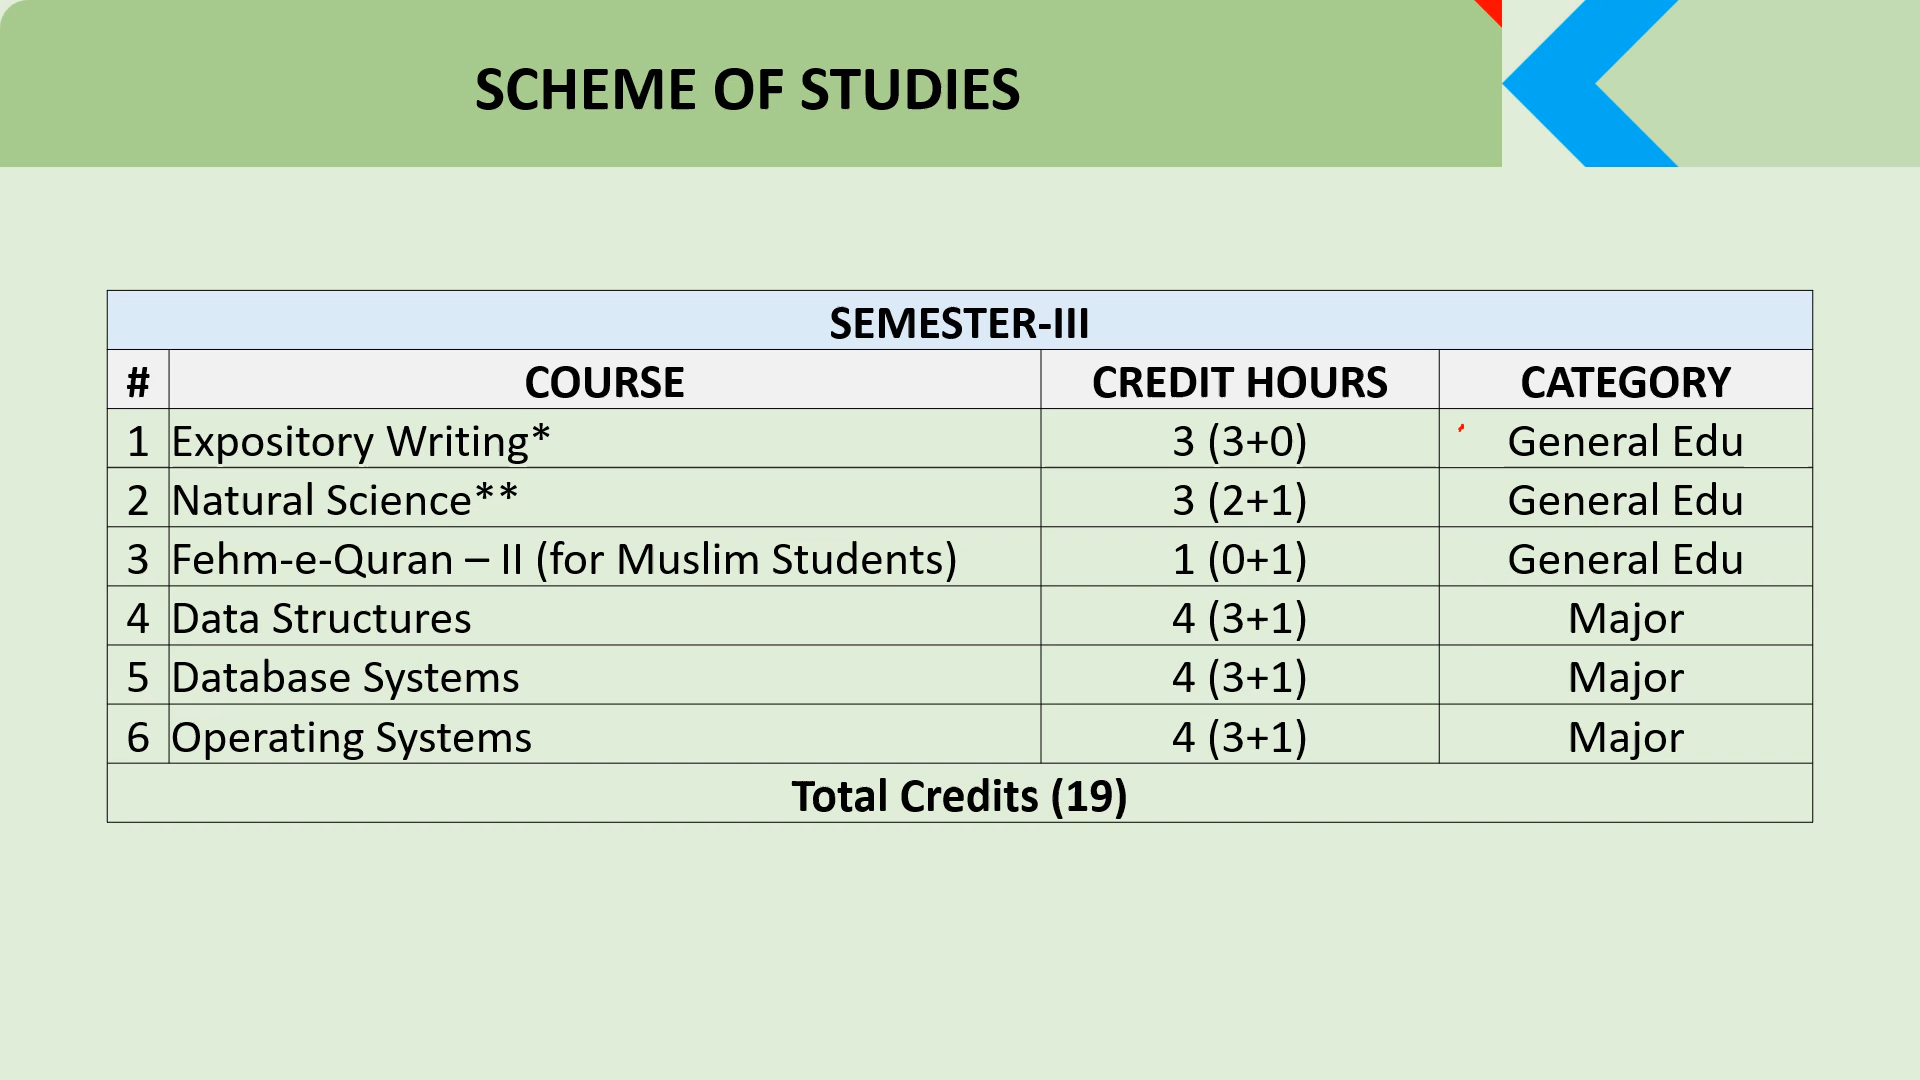 SCHEME OF STUDIES
SEMESTER-III
# COURSE CREDIT HOURS CATEGORY
1 Expository Writing* 3 (3+0) General Edu
2 Natural Science** 3 (2+1) General Edu
3 Fehm-e-Quran – II (for Muslim Students) 1 (0+1) General Edu
4 Data Structures 4 (3+1) Major
5 Database Systems 4 (3+1) Major
6 Operating Systems 4 (3+1) Major
Total Credits (19)